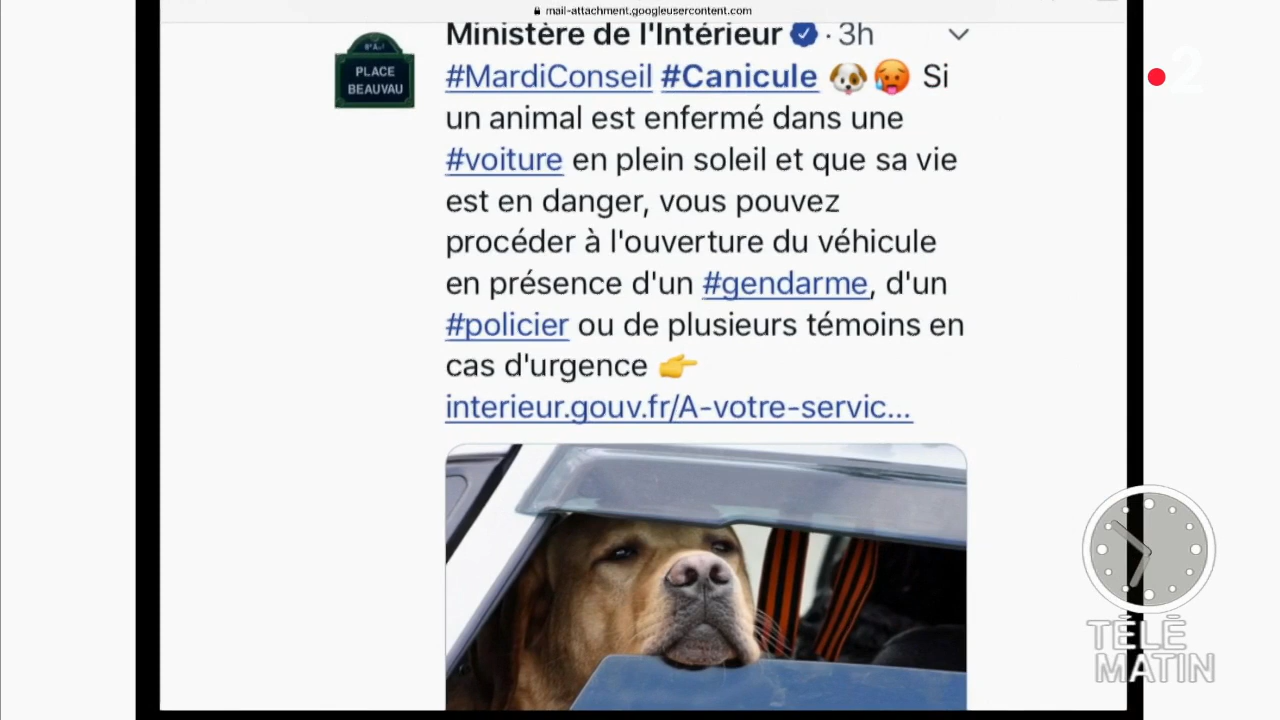 mail-attachment.googleusercontent.com
Ministère de l'Intérieur · 3h
PLACE
BEAUVAU
#MardiConseil #Canicule 🐶🥵 Si
un animal est enfermé dans une
#voiture en plein soleil et que sa vie
est en danger, vous pouvez
procéder à l'ouverture du véhicule
en présence d'un #gendarme, d'un
#policier ou de plusieurs témoins en
cas d'urgence 👉
interieur.gouv.fr/A-votre-servic...
2
TÉLÉ
MATIN